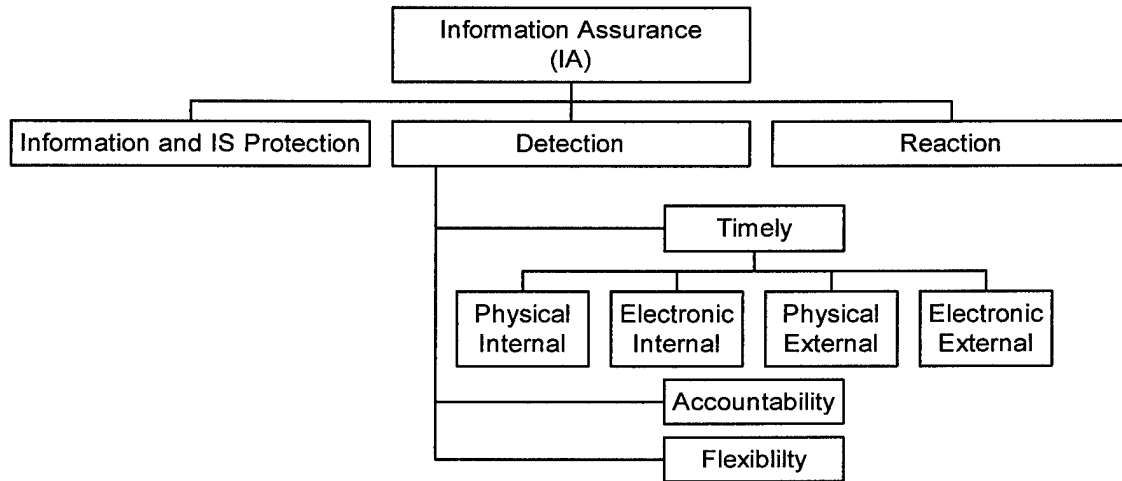 Information Assurance
(IA)
Information and IS Protection
Detection
Reaction
Timely
Physical
Internal
Electronic
Internal
Physical
External
Electronic
External
Accountability
Flexiblilty